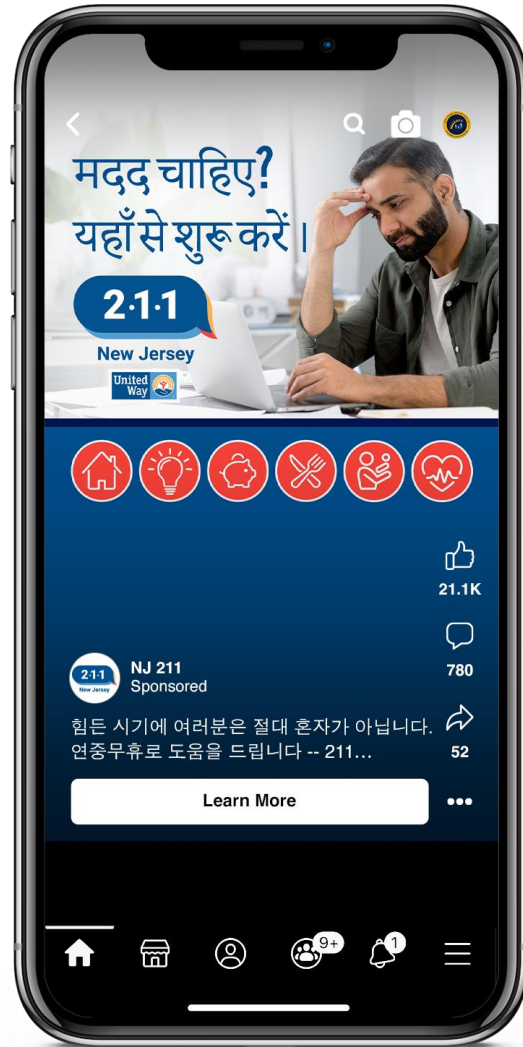 मदद चाहिए?
यहाँ से शुरू करें।
2·1·1
New Jersey
United
Way
21.1K
780
2·1·1
New Jersey
NJ 211
Sponsored
힘든 시기에 여러분은 절대 혼자가 아닙니다.
연중무휴로 도움을 드립니다 -- 211...
52
Learn More
9+
1